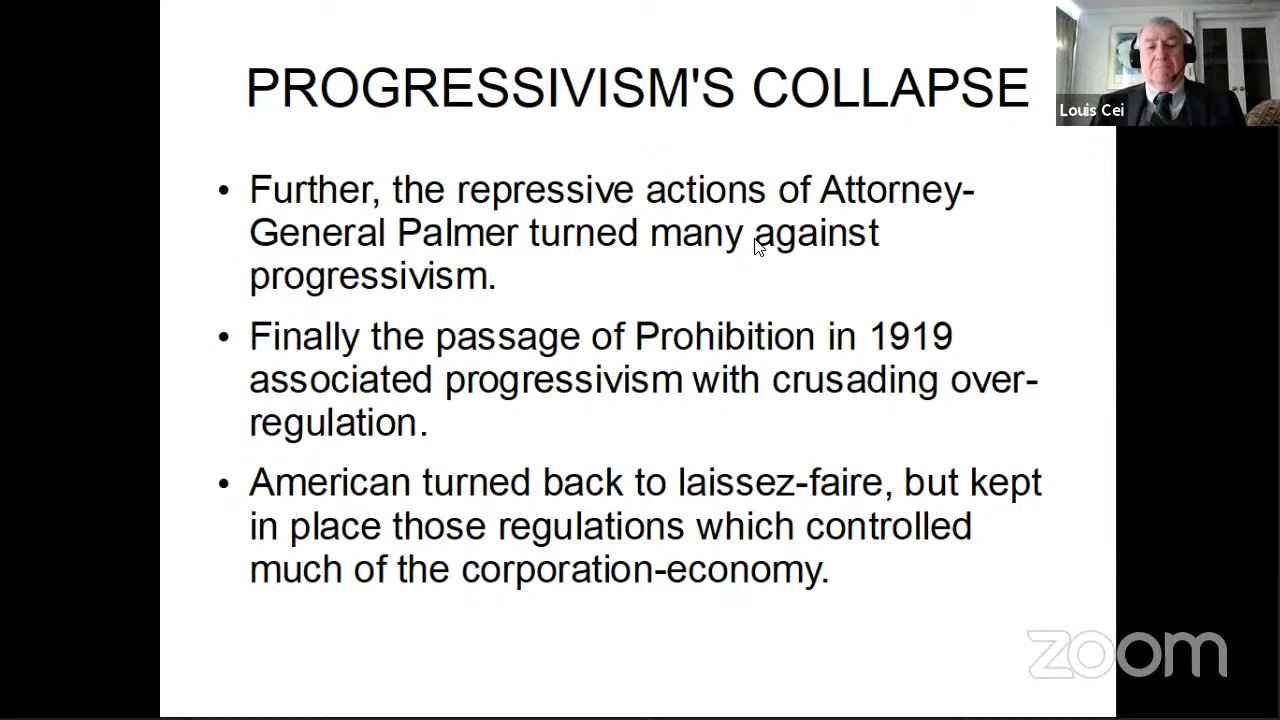 PROGRESSIVISM'S COLLAPSE
Louis Cei
• Further, the repressive actions of Attorney-
General Palmer turned many against
progressivism.
• Finally the passage of Prohibition in 1919
associated progressivism with crusading over-
regulation.
• American turned back to laissez-faire, but kept
in place those regulations which controlled
much of the corporation-economy.
zoom